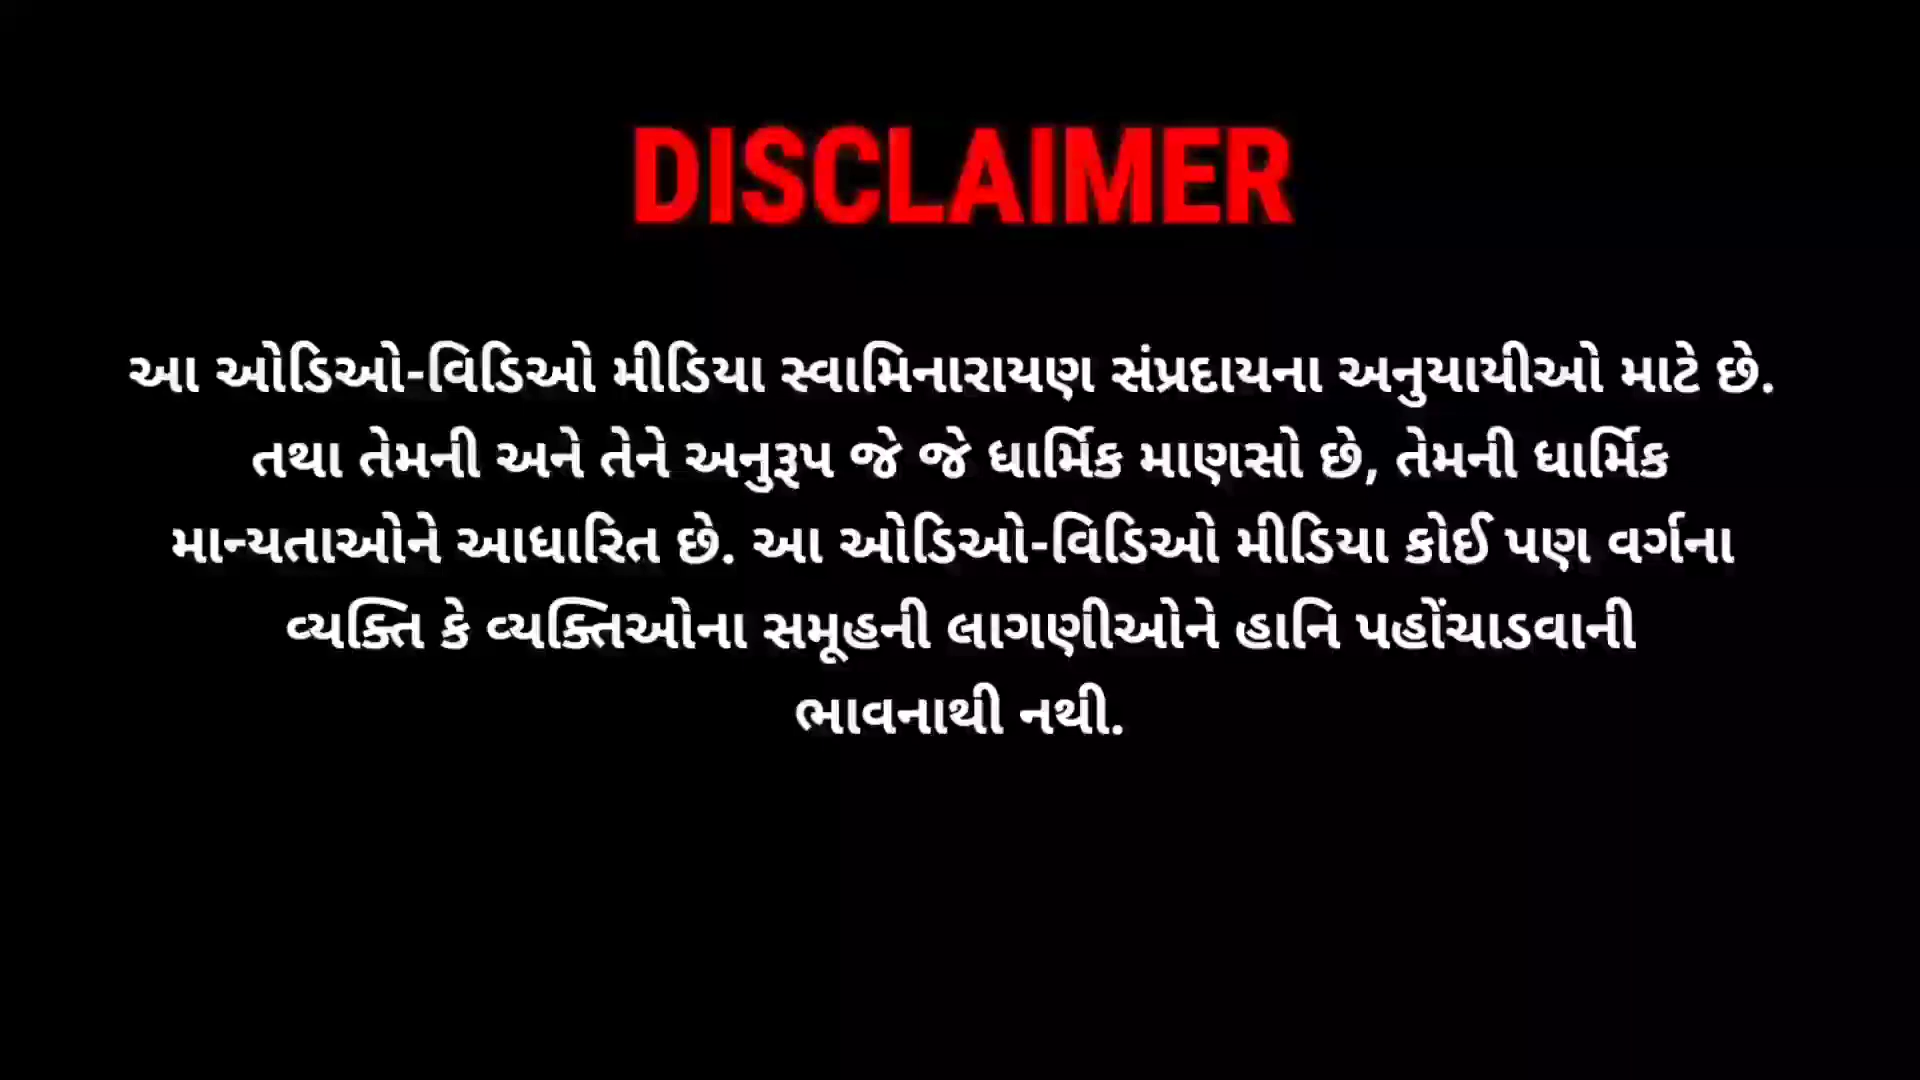 DISCLAIMER
આ ઓડિઓ-વિડિઓ મીડિયા સ્વામિનારાયણ સંપ્રદાયના અનુયાયીઓ માટે છે.
તથા તેમની અને તેને અનુરૂપ જે જે ધાર્મિક માણસો છે, તેમની ધાર્મિક
માન્યતાઓને આધારિત છે. આ ઓડિઓ-વિડિઓ મીડિયા કોઈ પણ વર્ગના
વ્યક્તિ કે વ્યક્તિઓના સમૂહની લાગણીઓને હાનિ પહોંચાડવાની
ભાવનાથી નથી.